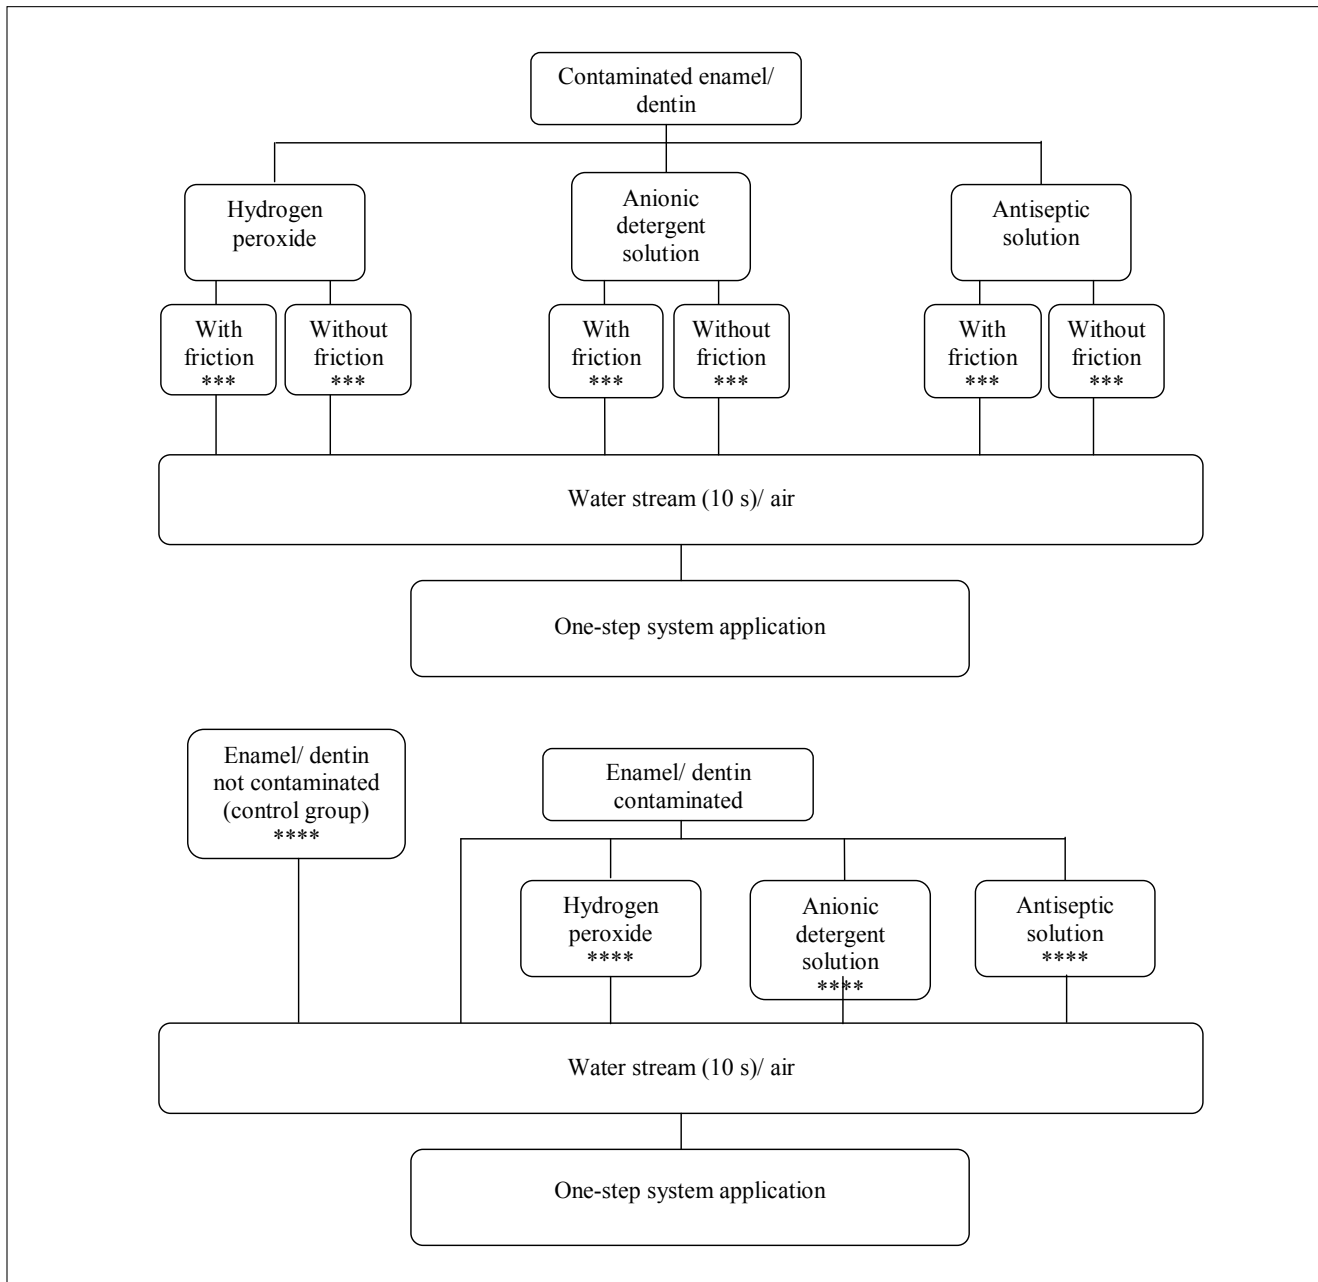 Contaminated enamel/
dentin
Hydrogen
peroxide
Anionic
detergent
solution
Antiseptic
solution
With
friction
***
Without
friction
***
With
friction
***
Without
friction
***
With
friction
***
Without
friction
***
Water stream (10 s)/ air
One-step system application
Enamel/ dentin
not contaminated
(control group)
****
Enamel/ dentin
contaminated
Hydrogen
peroxide
****
Anionic
detergent
solution
****
Antiseptic
solution
****
Water stream (10 s)/ air
One-step system application